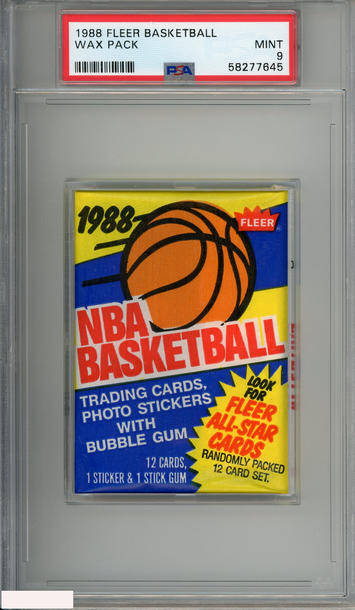 1988 FLEER BASKETBALL
WAX PACK
MINT
9
PSA
58277645
1988
FLEER
NBA
BASKETBALL
TRADING CARDS,
PHOTO STICKERS
WITH
BUBBLE GUM
12 CARDS,
1 STICKER & 1 STICK GUM
LOOK
FOR
FLEER
ALL-STAR
CARDS
RANDOMLY PACKED
12 CARD SET.